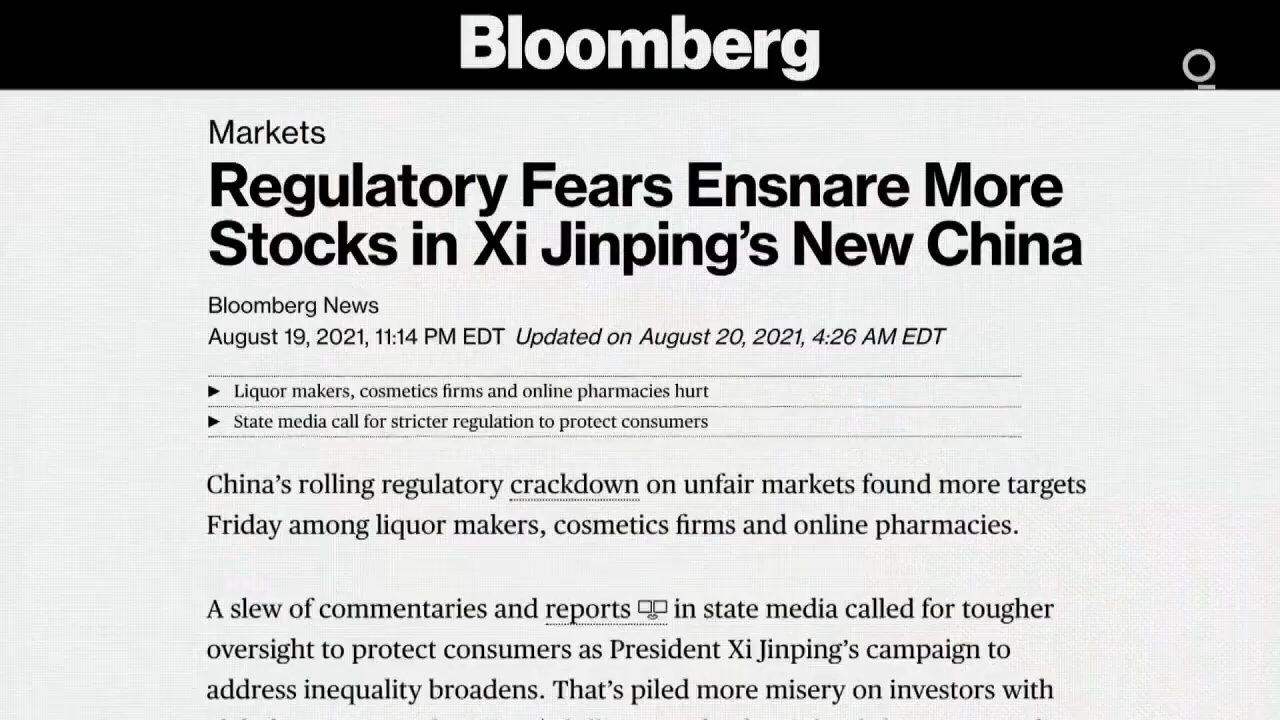 Bloomberg
Markets
Regulatory Fears Ensnare More
Stocks in Xi Jinping’s New China
Bloomberg News
August 19, 2021, 11:14 PM EDT Updated on August 20, 2021, 4:26 AM EDT
Liquor makers, cosmetics firms and online pharmacies hurt
State media call for stricter regulation to protect consumers
China’s rolling regulatory crackdown on unfair markets found more targets
Friday among liquor makers, cosmetics firms and online pharmacies.
A slew of commentaries and reports in state media called for tougher
oversight to protect consumers as President Xi Jinping’s campaign to
address inequality broadens. That’s piled more misery on investors with